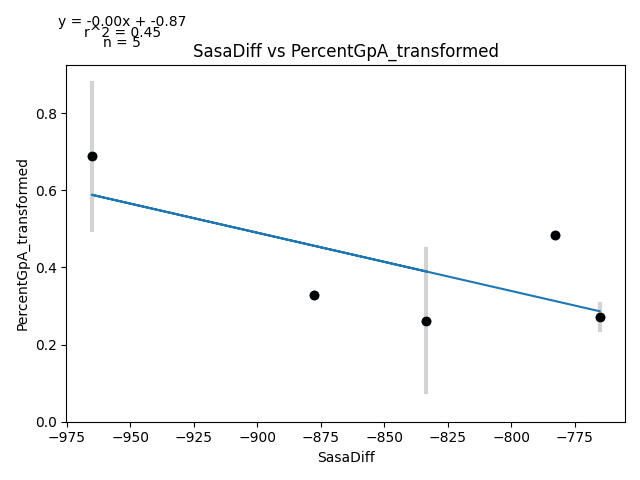 y = -0.00x + -0.87
r^2 = 0.45
n = 5
SasaDiff vs PercentGpA_transformed
PercentGpA_transformed
0.8
0.6
0.4
0.2
0.0
−975 −950 −925 −900 −875 −850 −825 −800 −775
SasaDiff